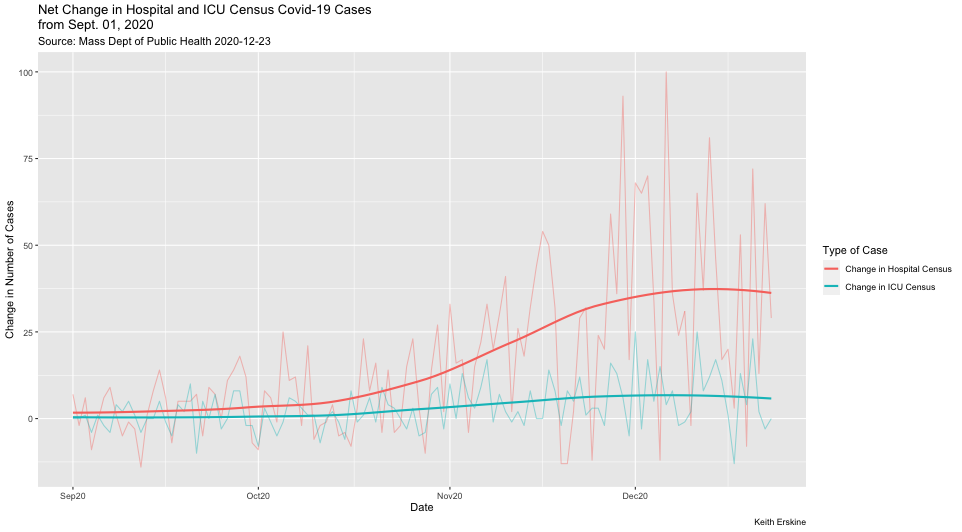 Net Change in Hospital and ICU Census Covid-19 Cases
from Sept. 01, 2020
Source: Mass Dept of Public Health 2020-12-23
100
75
50
25
0
Change in Number of Cases
Sep20
Oct20
Nov20
Dec20
Date
Type of Case
Change in Hospital Census
Change in ICU Census
Keith Erskine